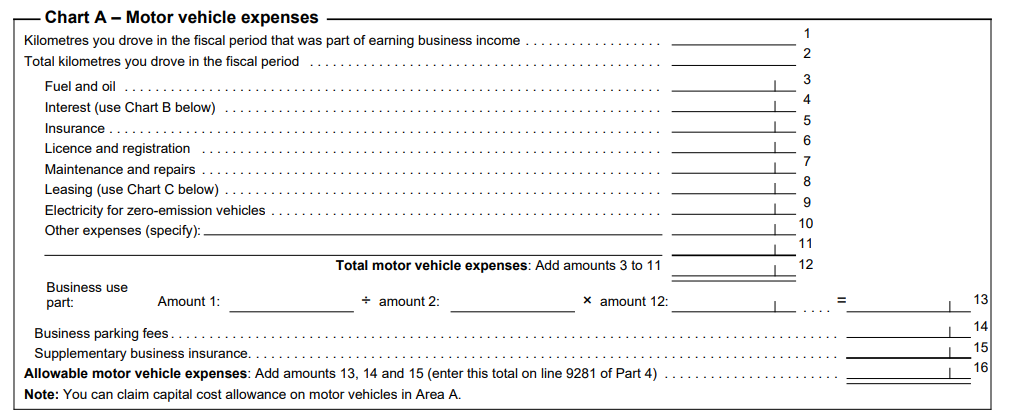 Chart A – Motor vehicle expenses
Kilometres you drove in the fiscal period that was part of earning business income 1
Total kilometres you drove in the fiscal period 2
Fuel and oil 3
Interest (use Chart B below) 4
Insurance 5
Licence and registration 6
Maintenance and repairs 7
Leasing (use Chart C below) 8
Electricity for zero-emission vehicles 9
Other expenses (specify): 10
11
Total motor vehicle expenses: Add amounts 3 to 11 12
Business use
part: Amount 1: ÷ amount 2: × amount 12: = 13
Business parking fees 14
Supplementary business insurance 15
Allowable motor vehicle expenses: Add amounts 13, 14 and 15 (enter this total on line 9281 of Part 4) 16
Note: You can claim capital cost allowance on motor vehicles in Area A.